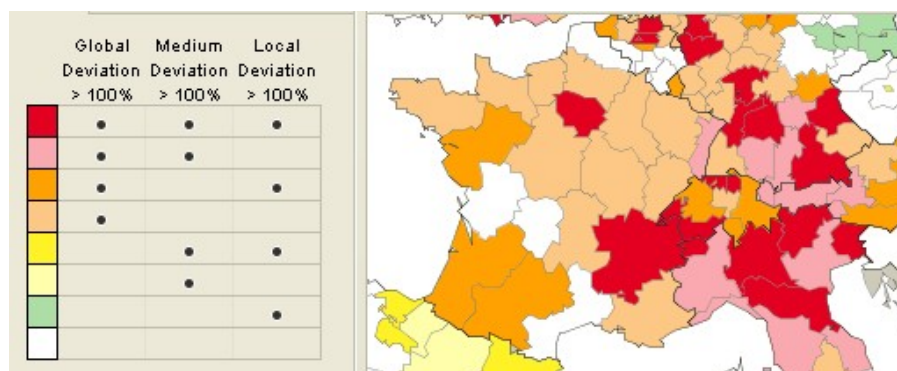 Global Medium Local
Deviation Deviation Deviation
> 100% > 100% > 100%